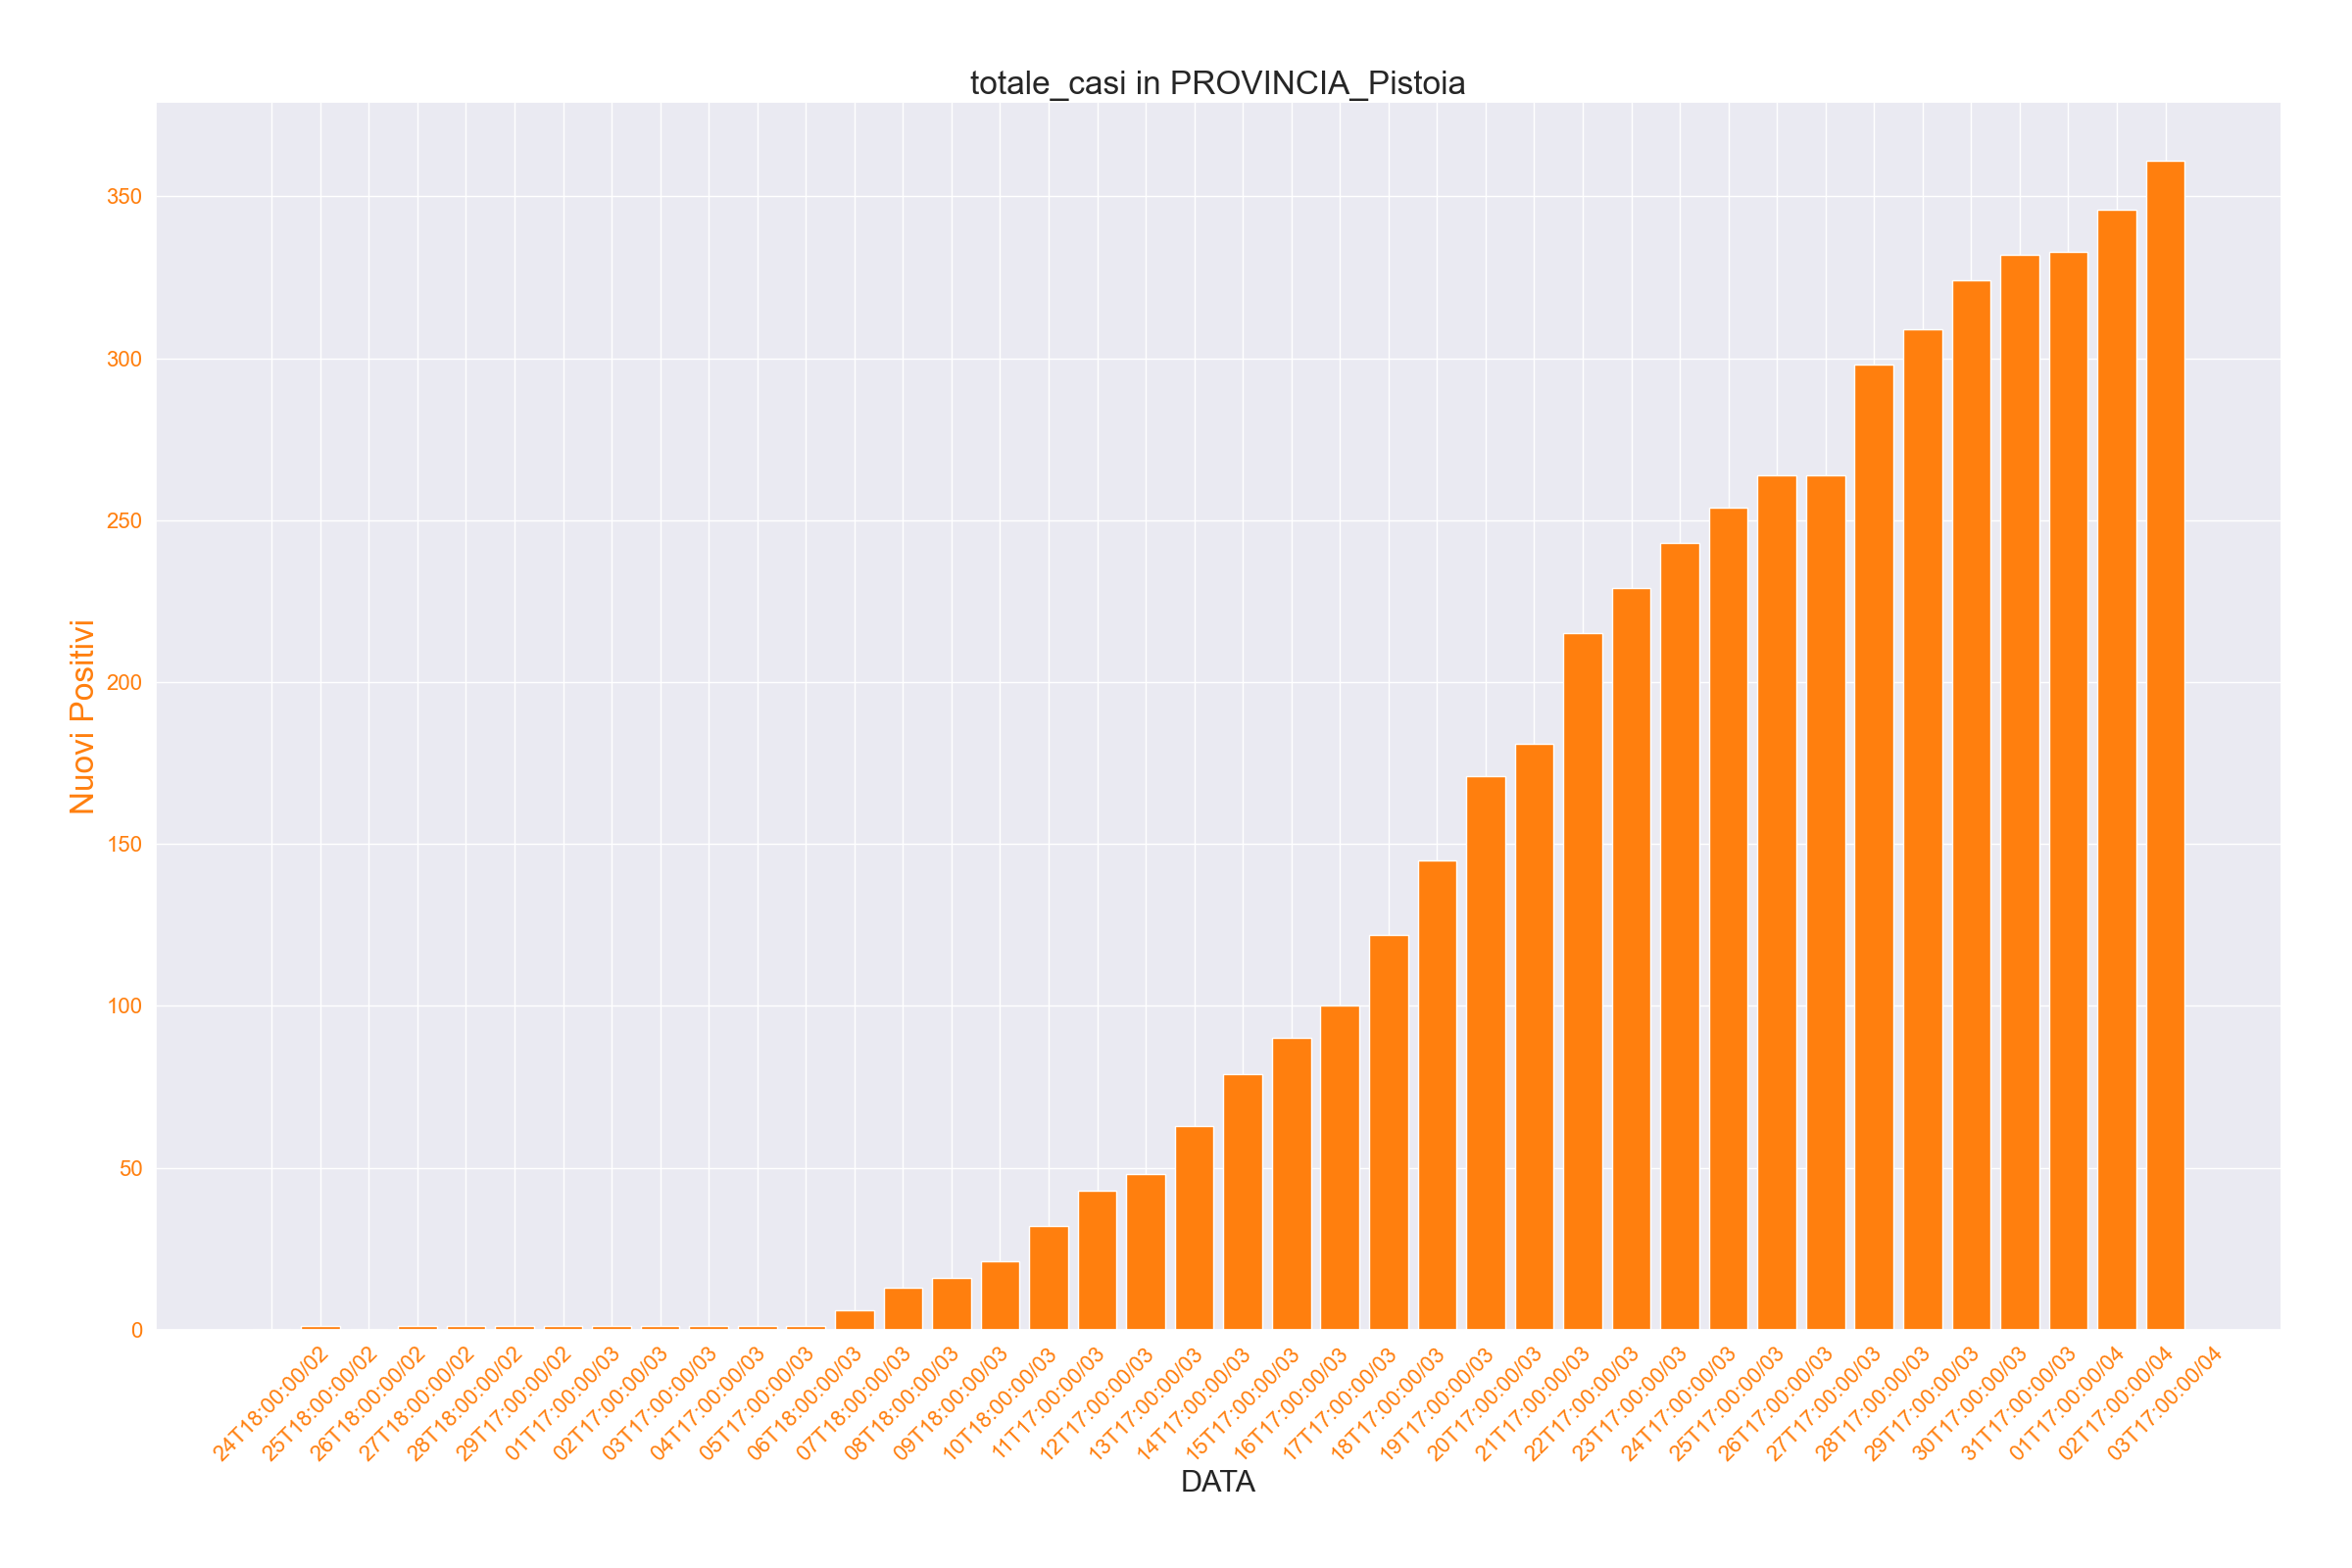 totale_casi in PROVINCIA_Pistoia
Nuovi Positivi
350
300
250
200
150
100
50
0
24T18:00:00/02
25T18:00:00/02
26T18:00:00/02
27T18:00:00/02
28T18:00:00/02
29T17:00:00/02
01T17:00:00/03
02T17:00:00/03
03T17:00:00/03
04T17:00:00/03
05T17:00:00/03
06T18:00:00/03
07T18:00:00/03
08T18:00:00/03
09T18:00:00/03
10T18:00:00/03
11T17:00:00/03
12T17:00:00/03
13T17:00:00/03
14T17:00:00/03
15T17:00:00/03
16T17:00:00/03
17T17:00:00/03
18T17:00:00/03
19T17:00:00/03
20T17:00:00/03
21T17:00:00/03
22T17:00:00/03
23T17:00:00/03
24T17:00:00/03
25T17:00:00/03
26T17:00:00/03
27T17:00:00/03
28T17:00:00/03
29T17:00:00/03
30T17:00:00/03
31T17:00:00/03
01T17:00:00/04
02T17:00:00/04
03T17:00:00/04
DATA